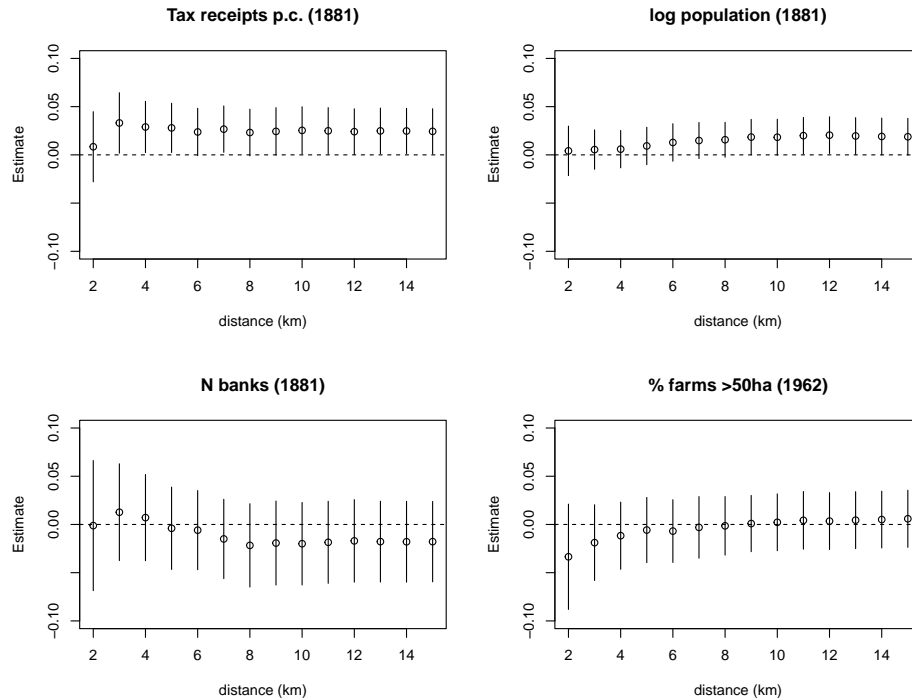 Tax receipts p.c. (1881)
Estimate
0.10
0.05
0.00
−0.10
2 4 6 8 10 12 14
distance (km)
log population (1881)
Estimate
0.10
0.05
0.00
−0.10
2 4 6 8 10 12 14
distance (km)
N banks (1881)
Estimate
0.10
0.05
0.00
−0.10
2 4 6 8 10 12 14
distance (km)
% farms >50ha (1962)
Estimate
0.10
0.05
0.00
−0.10
2 4 6 8 10 12 14
distance (km)